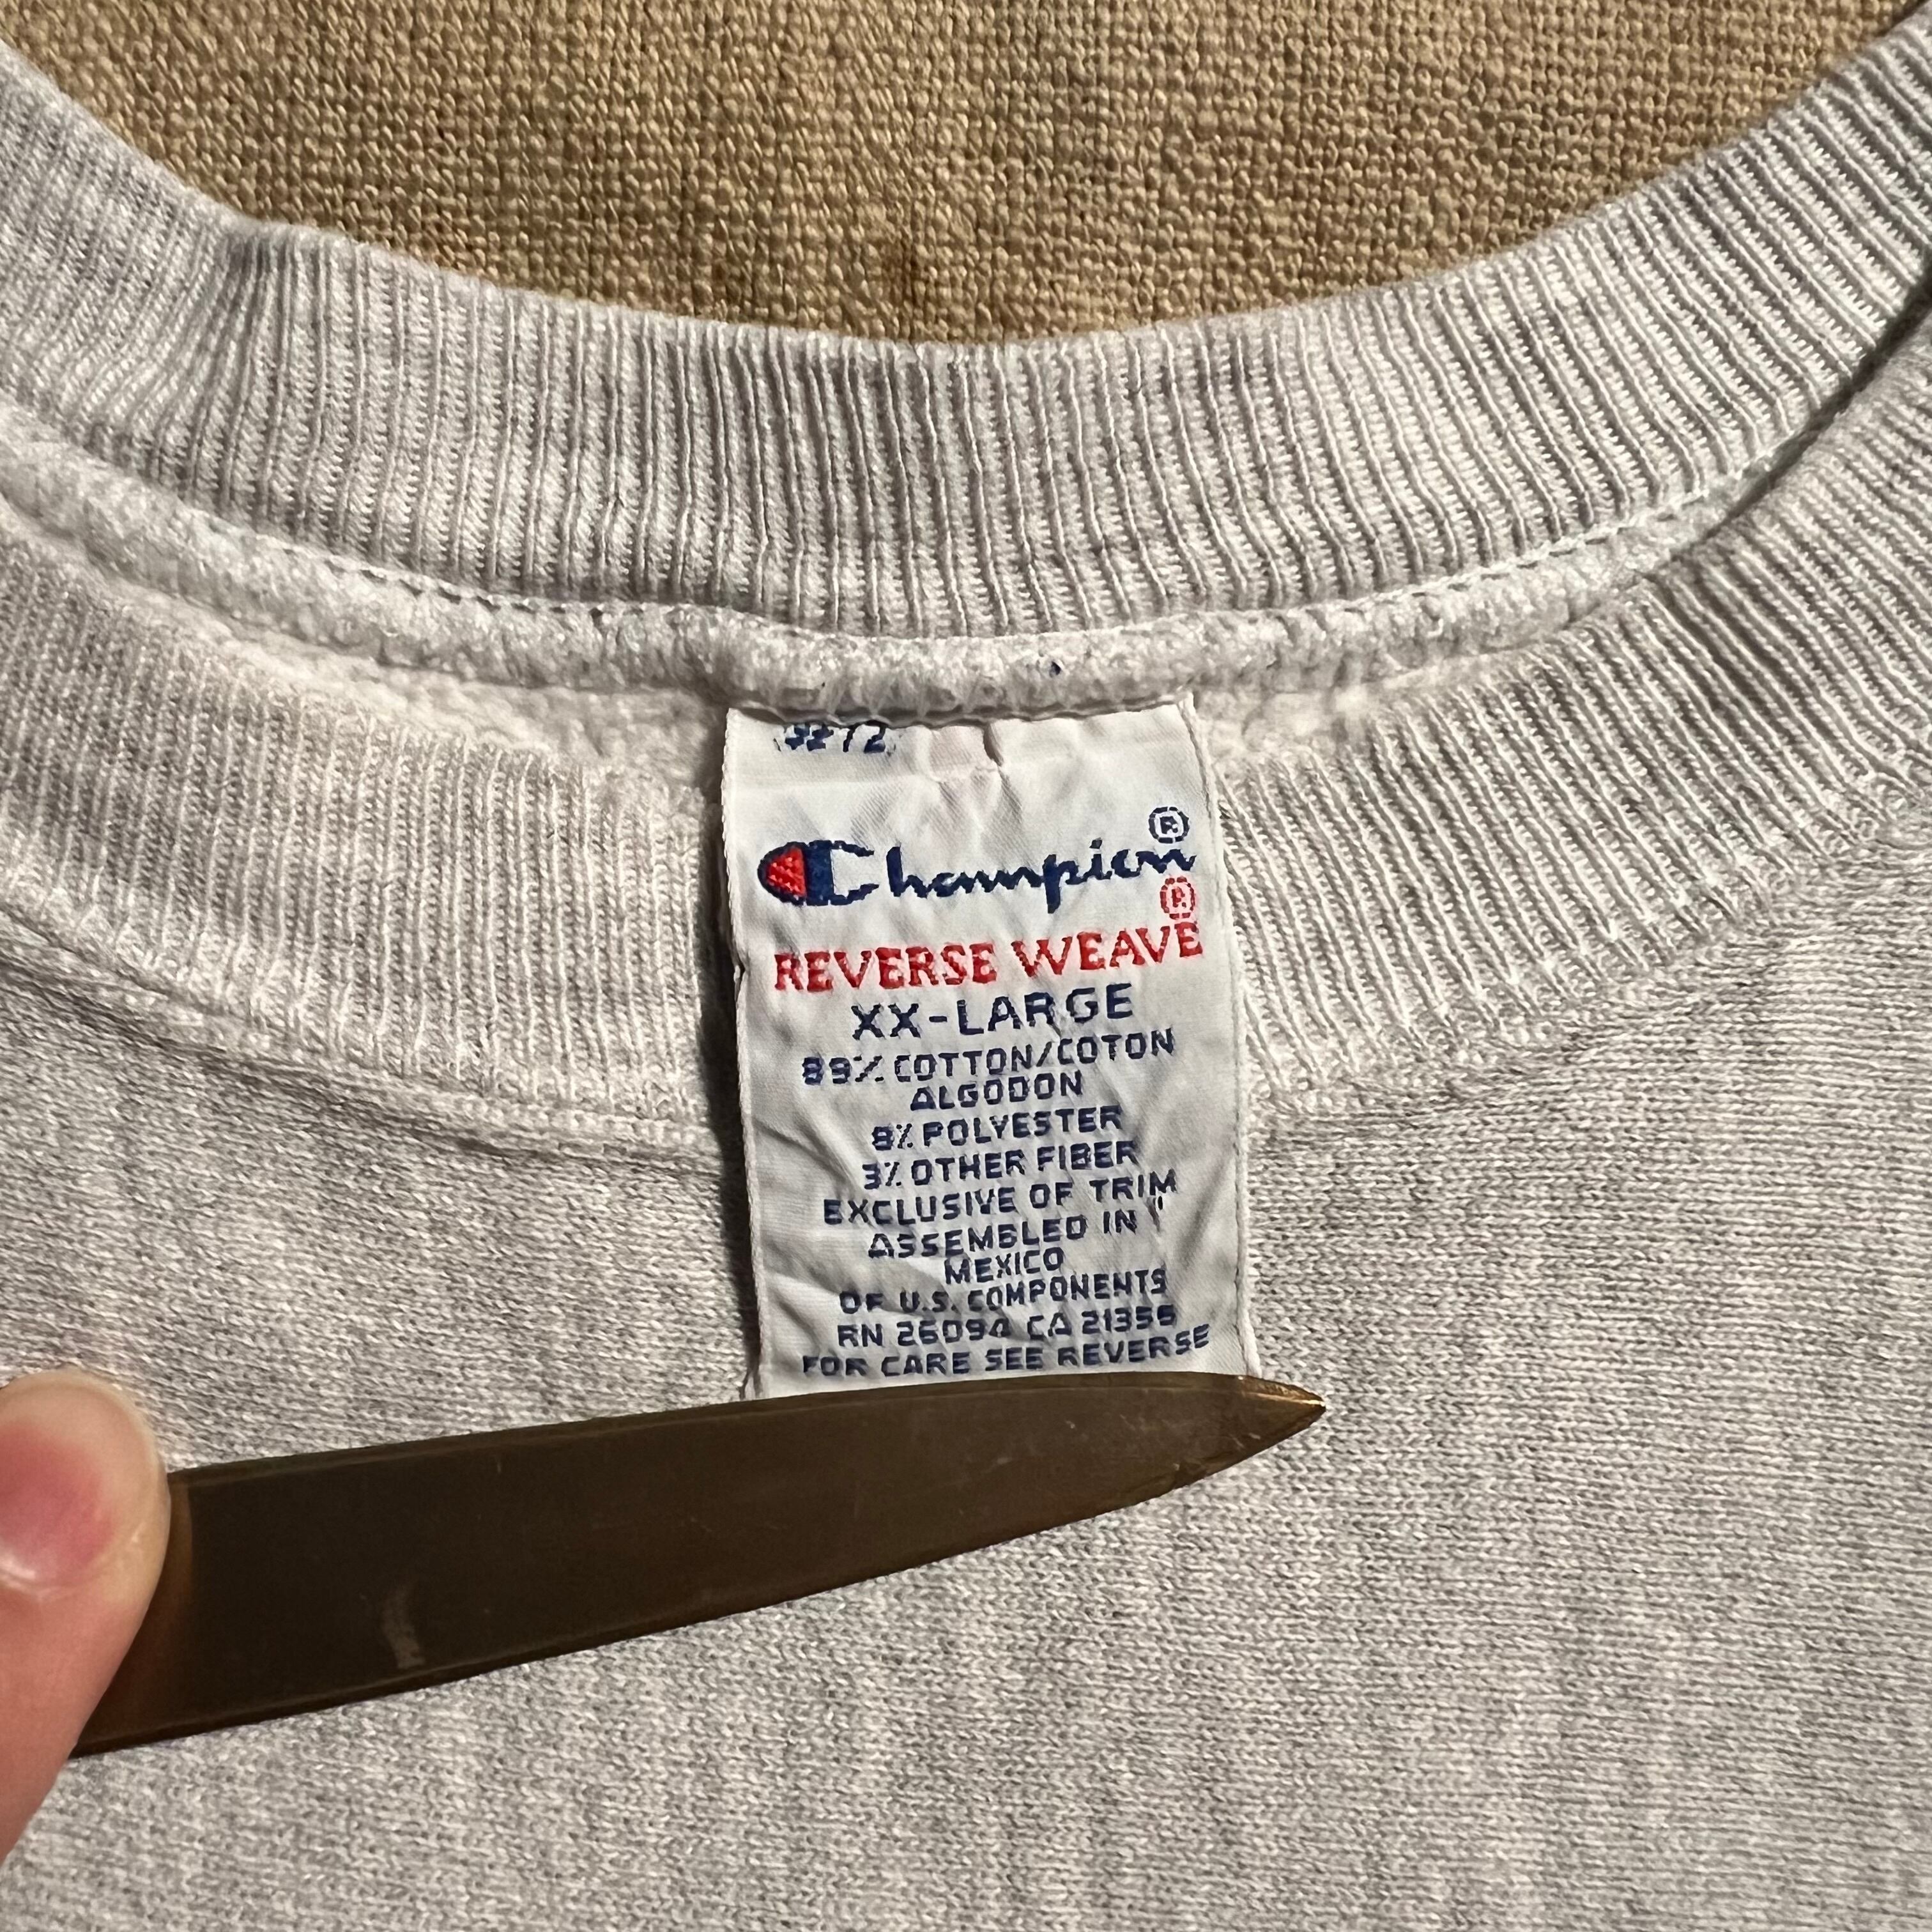 Champion®
®
REVERSE WEAVE
XX-LARGE
89% COTTON/COTON
ALGODON
8% POLYESTER
3% OTHER FIBER
EXCLUSIVE OF TRIM
ASSEMBLED IN
MEXICO
OF U.S. COMPONENTS
RN 26094 CA 21356
FOR CARE SEE REVERSE